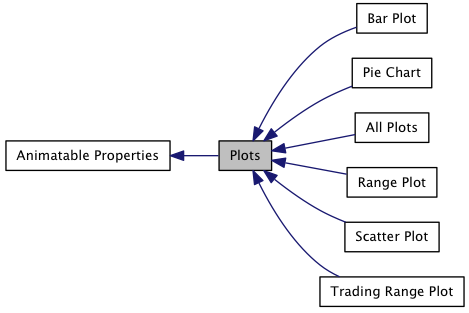 Bar Plot
Pie Chart
All Plots
Animatable Properties
Plots
Range Plot
Scatter Plot
Trading Range Plot